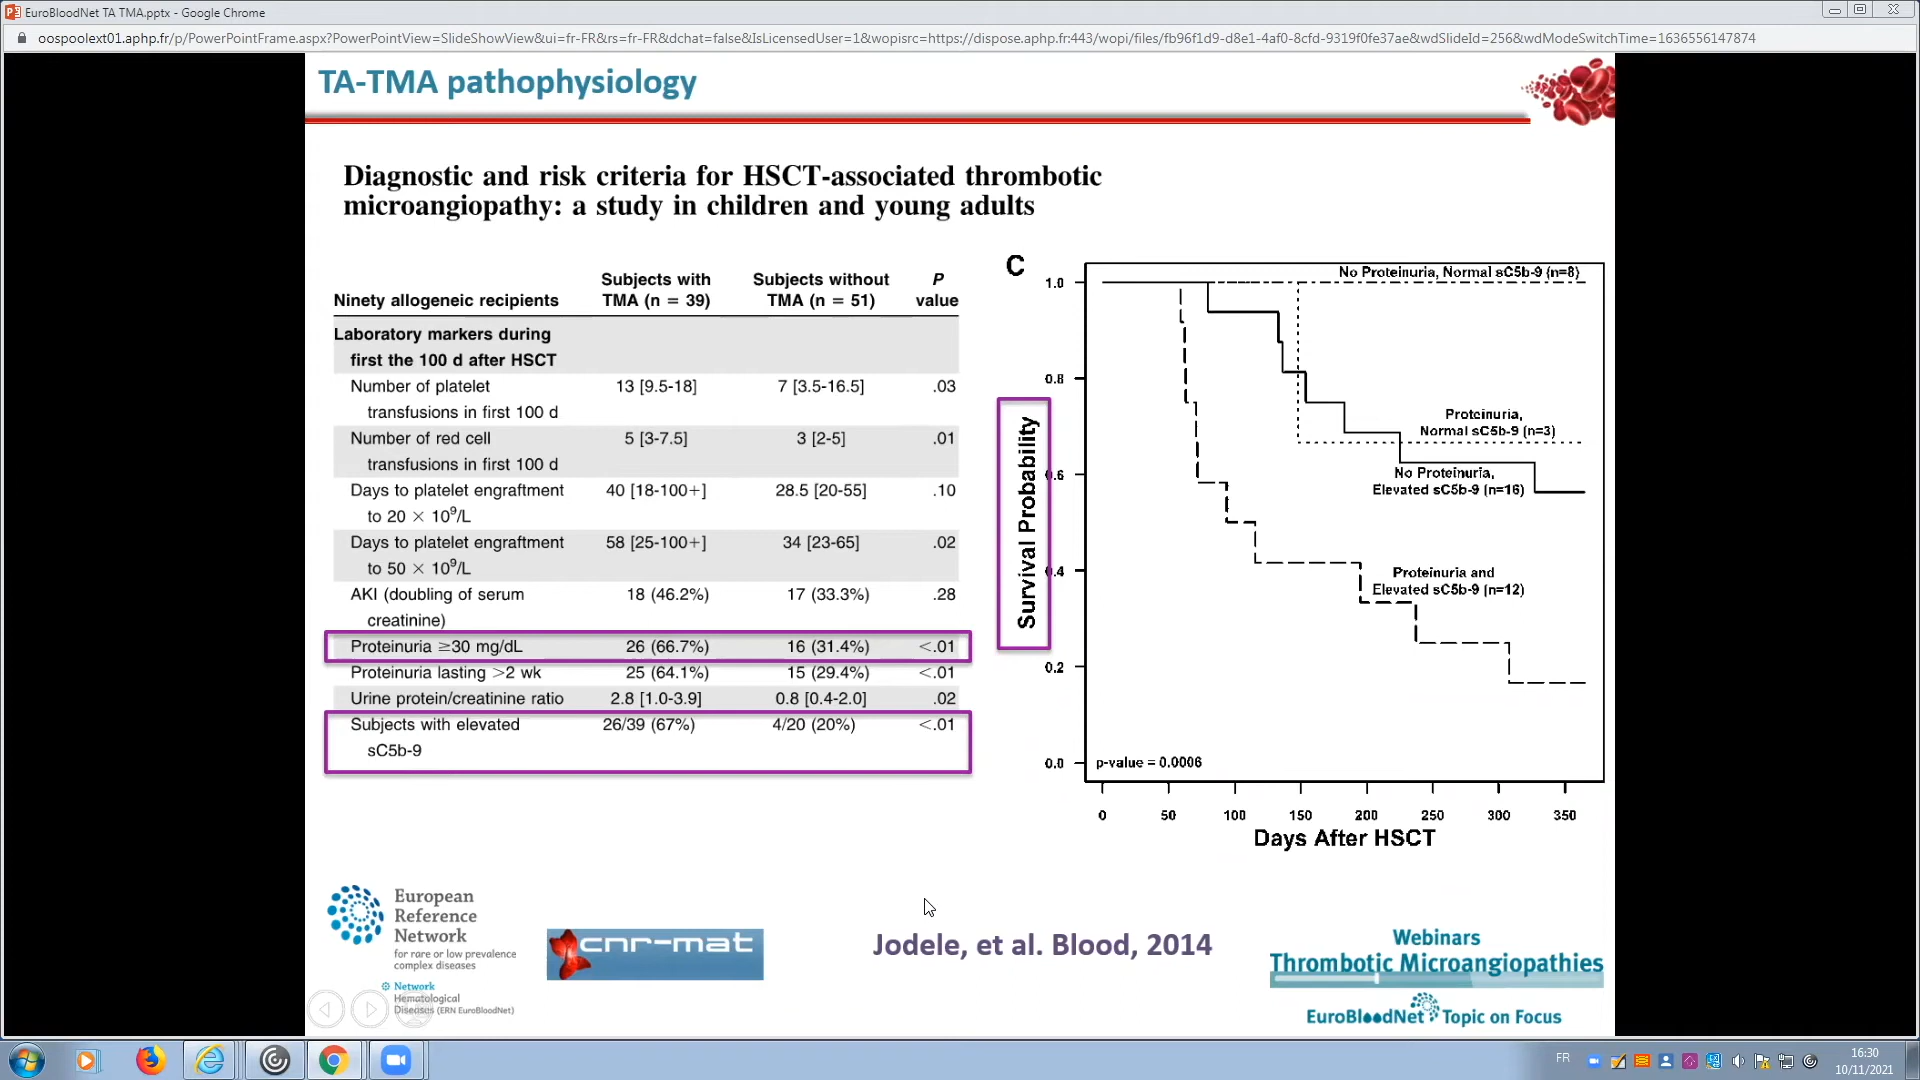 EuroBloodNet TA TMA.pptx - Google Chrome
oospoolext01.aphp.fr/p/PowerPointFrame.aspx?PowerPointView=SlideShowView&ui=fr-FR&rs=fr-FR&dchat=false&IsLicensedUser=1&wopisrc=https://dispose.aphp.fr:443/wopi/files/fb96f1d9-d8e1-4af0-8cfd-9319f0fe37ae&wdSlideId=256&wdModeSwitchTime=1636556147874
TA-TMA pathophysiology
Diagnostic and risk criteria for HSCT-associated thrombotic
microangiopathy: a study in children and young adults
Subjects with Subjects without P
Ninety allogeneic recipients TMA (n = 39) TMA (n = 51) value
Laboratory markers during
first the 100 d after HSCT
Number of platelet 13 [9.5-18] 7 [3.5-16.5] .03
transfusions in first 100 d
Number of red cell 5 [3-7.5] 3 [2-5] .01
transfusions in first 100 d
Days to platelet engraftment 40 [18-100+] 28.5 [20-55] .10
to 20 × 10⁹/L
Days to platelet engraftment 58 [25-100+] 34 [23-65] .02
to 50 × 10⁹/L
AKI (doubling of serum 18 (46.2%) 17 (33.3%) .28
creatinine)
Proteinuria ≥30 mg/dL 26 (66.7%) 16 (31.4%) <.01
Proteinuria lasting >2 wk 25 (64.1%) 15 (29.4%) <.01
Urine protein/creatinine ratio 2.8 [1.0-3.9] 0.8 [0.4-2.0] .02
Subjects with elevated 26/39 (67%) 4/20 (20%) <.01
sC5b-9
C
No Proteinuria, Normal sC5b-9 (n=8)
1.0
0.8
Proteinuria,
Normal sC5b-9 (n=3)
0.6
No Proteinuria,
Elevated sC5b-9 (n=16)
Survival Probability
0.4
Proteinuria and
Elevated sC5b-9 (n=12)
0.2
0.0
p-value = 0.0006
0 50 100 150 200 250 300 350
Days After HSCT
European
Reference
Network
for rare or low prevalence
complex diseases
Network
Hematological
Diseases (ERN EuroBloodNet)
cnr-mat
Jodele, et al. Blood, 2014
Webinars
Thrombotic Microangiopathies
EuroBloodNet Topic on Focus
FR
16:30
10/11/2021